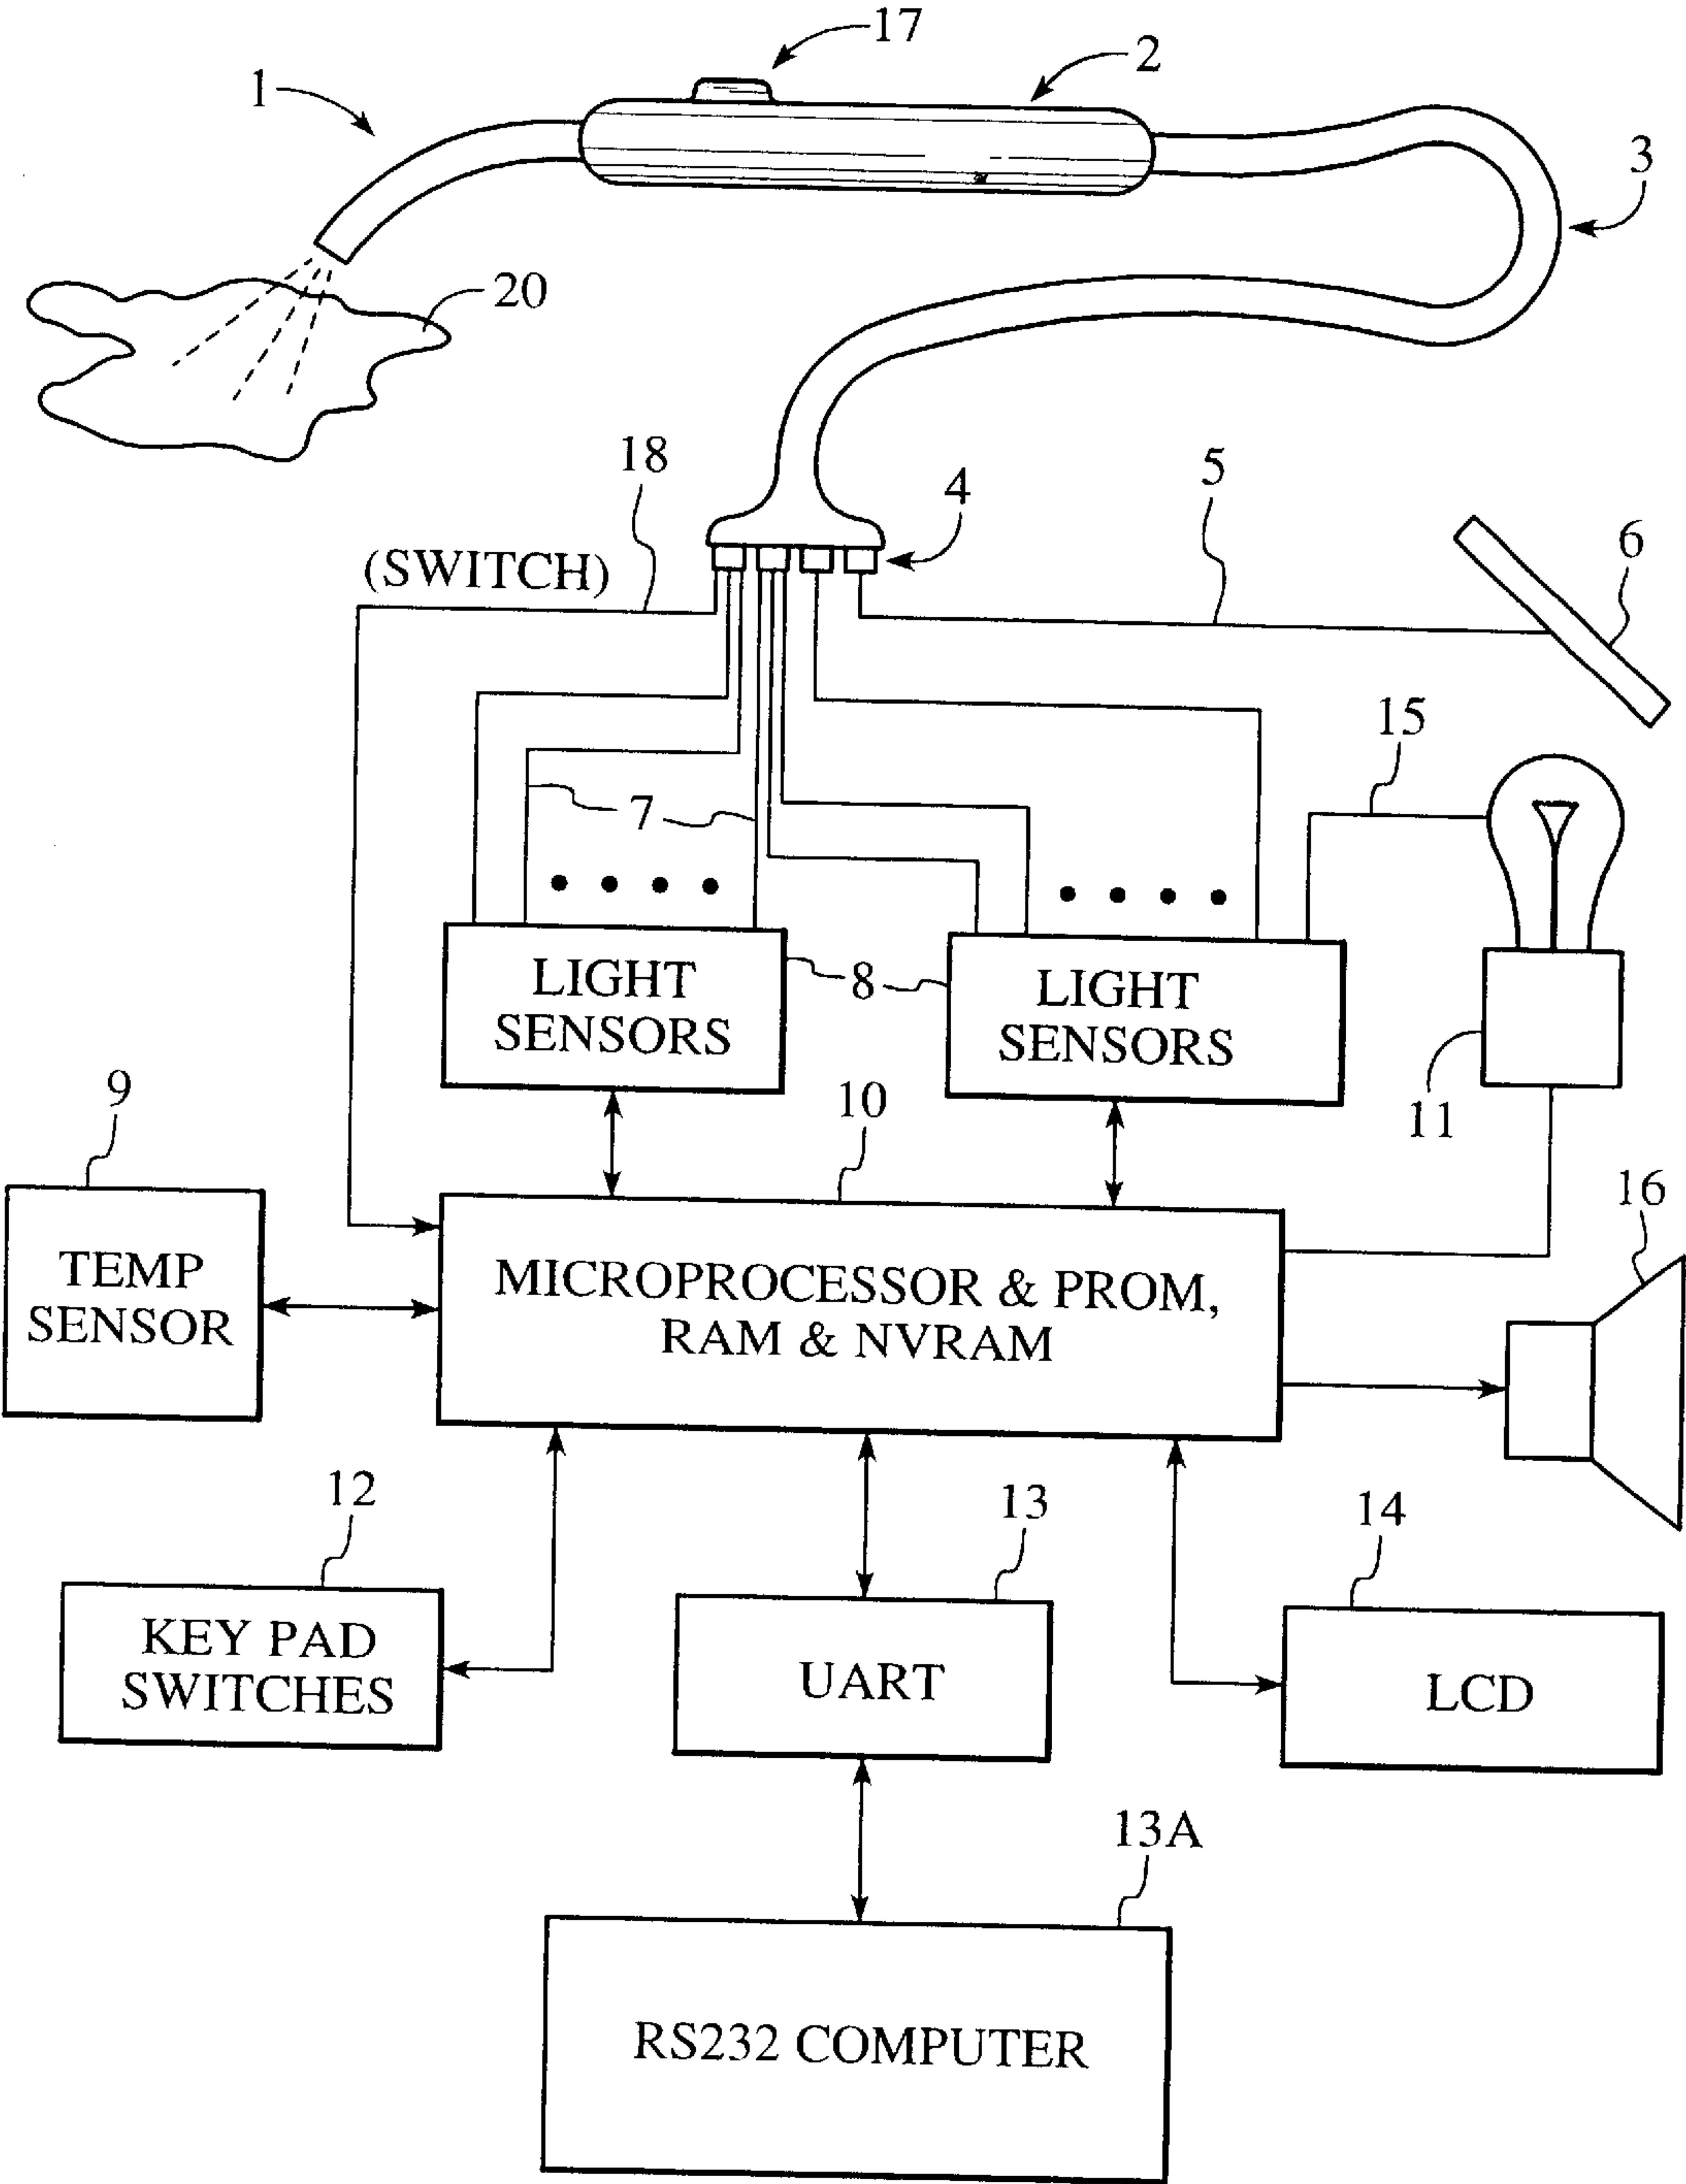 17
1
2
3
20
18
4
5
6
(SWITCH)
15
7
LIGHT
SENSORS
8
LIGHT
SENSORS
11
9
10
16
TEMP
SENSOR
MICROPROCESSOR & PROM,
RAM & NVRAM
12
13
14
KEY PAD
SWITCHES
UART
LCD
13A
RS232 COMPUTER